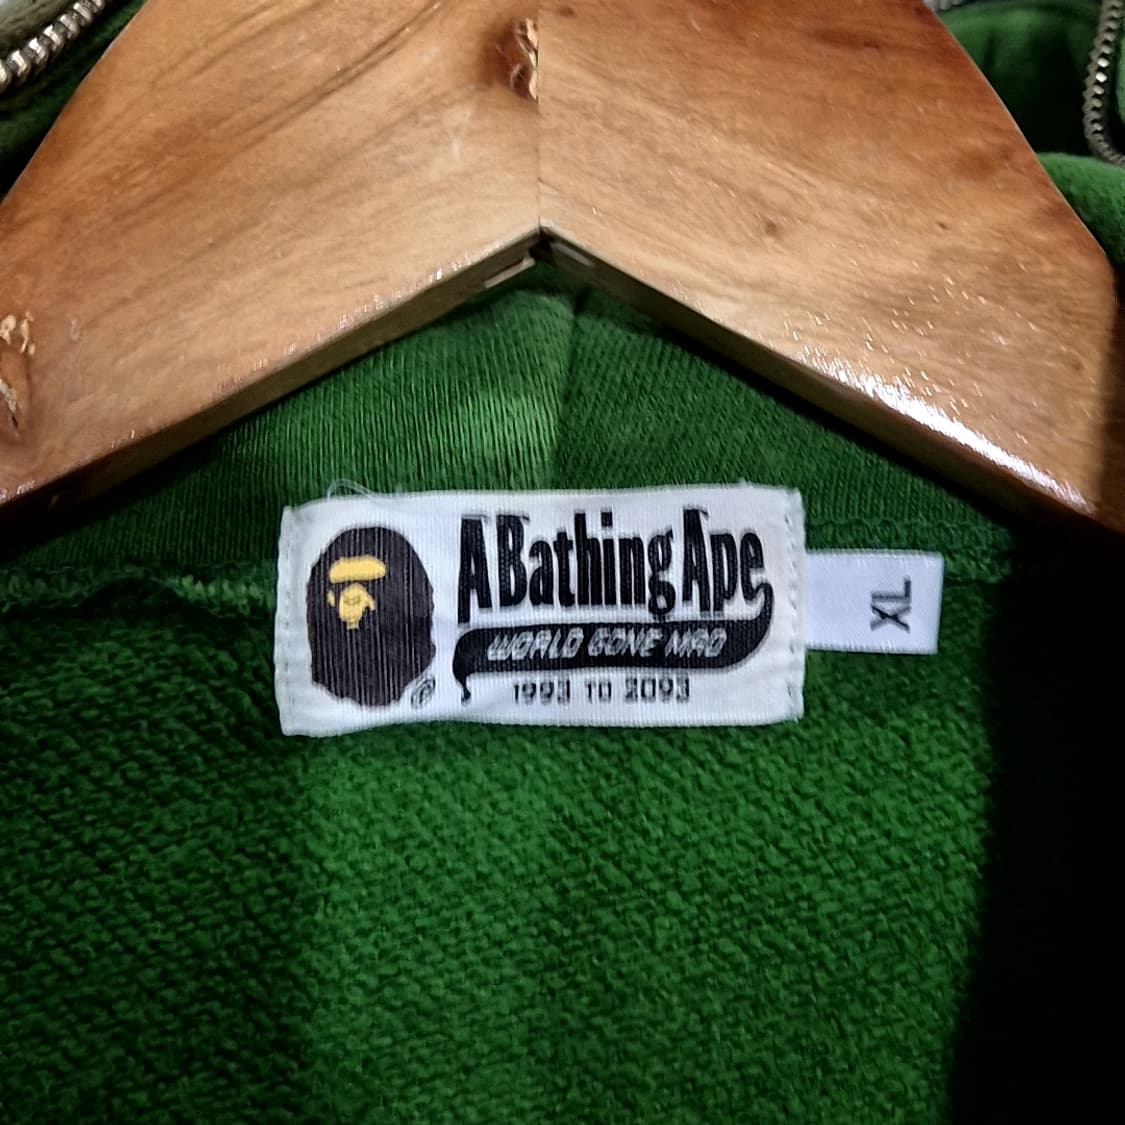 A Bathing Ape
WORLD GONE MAD
1993 TO 2093
®
XL